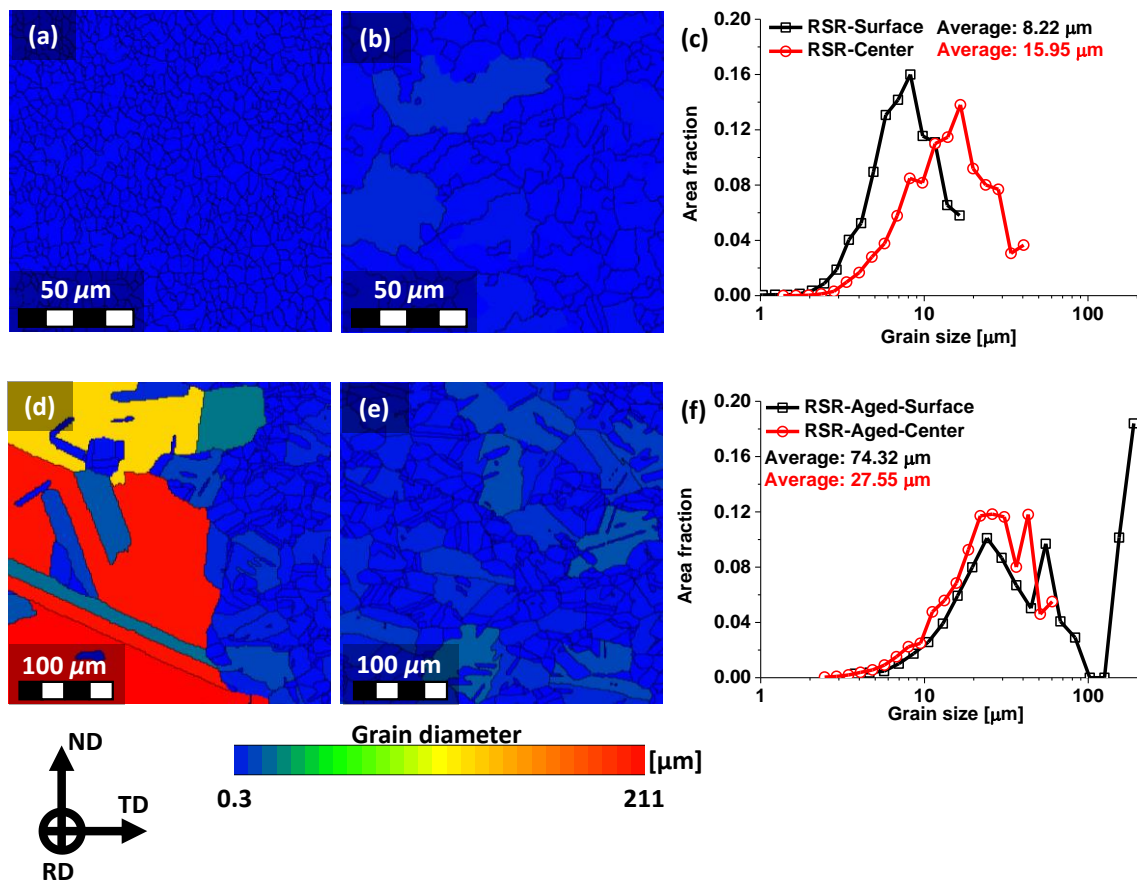 (a)
50 µm
(b)
50 µm
(c)
RSR-Surface Average: 8.22 µm
RSR-Center Average: 15.95 µm
Area fraction
0.20
0.16
0.12
0.08
0.04
0.00
1 10 100
Grain size [µm]
(d)
100 µm
(e)
100 µm
(f)
RSR-Aged-Surface
RSR-Aged-Center
Average: 74.32 µm
Average: 27.55 µm
Area fraction
0.20
0.16
0.12
0.08
0.04
0.00
1 10 100
Grain size [µm]
ND
TD
RD
Grain diameter
[µm]
0.3 211